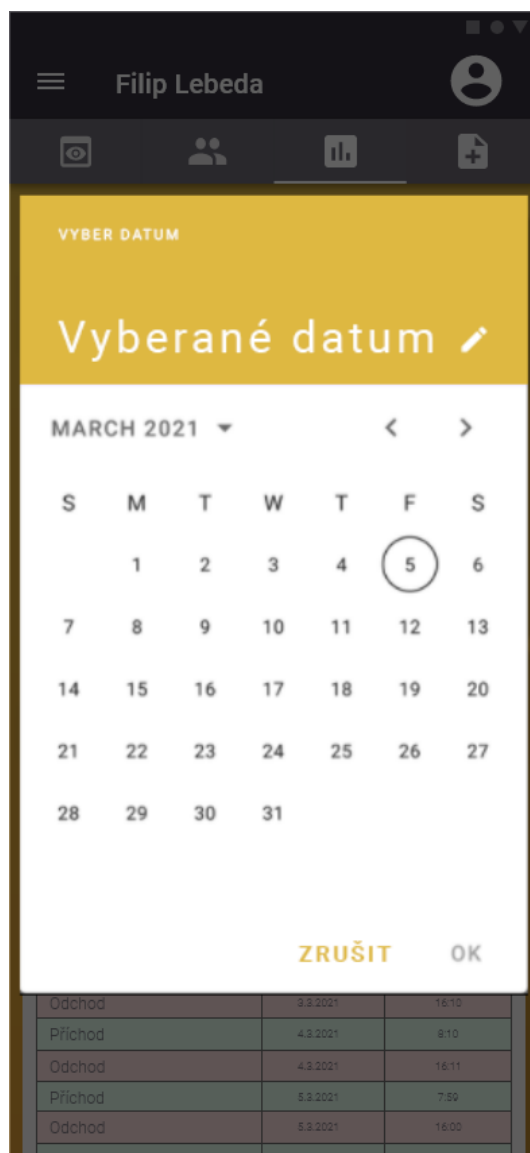 Filip Lebeda
VYBER DATUM
Vyberané datum
MARCH 2021
S M T W T F S
1 2 3 4 5 6
7 8 9 10 11 12 13
14 15 16 17 18 19 20
21 22 23 24 25 26 27
28 29 30 31
ZRUŠIT OK
Odchod 3.3.2021 16:10
Příchod 4.3.2021 8:10
Odchod 4.3.2021 16:11
Příchod 5.3.2021 7:59
Odchod 5.3.2021 16:00